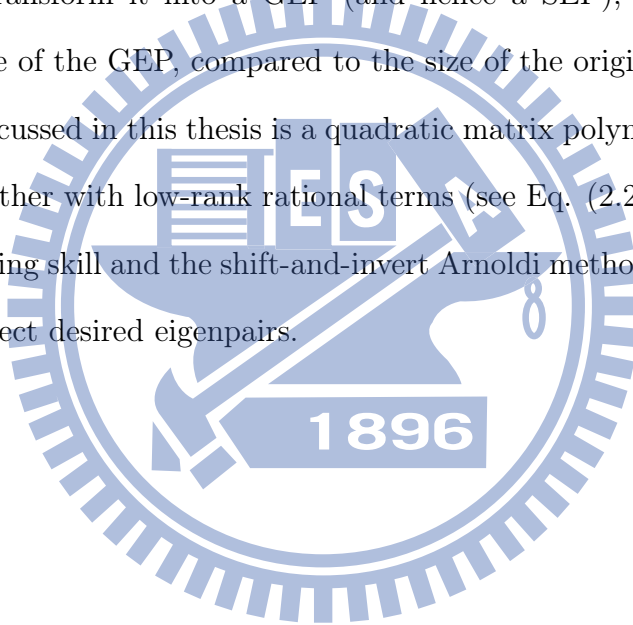 transform it into a GEP (and hence a SEP),
e of the GEP, compared to the size of the origi
cussed in this thesis is a quadratic matrix polyn
ther with low-rank rational terms (see Eq. (2.2
ing skill and the shift-and-invert Arnoldi metho
ect desired eigenpairs.
E S A
1896